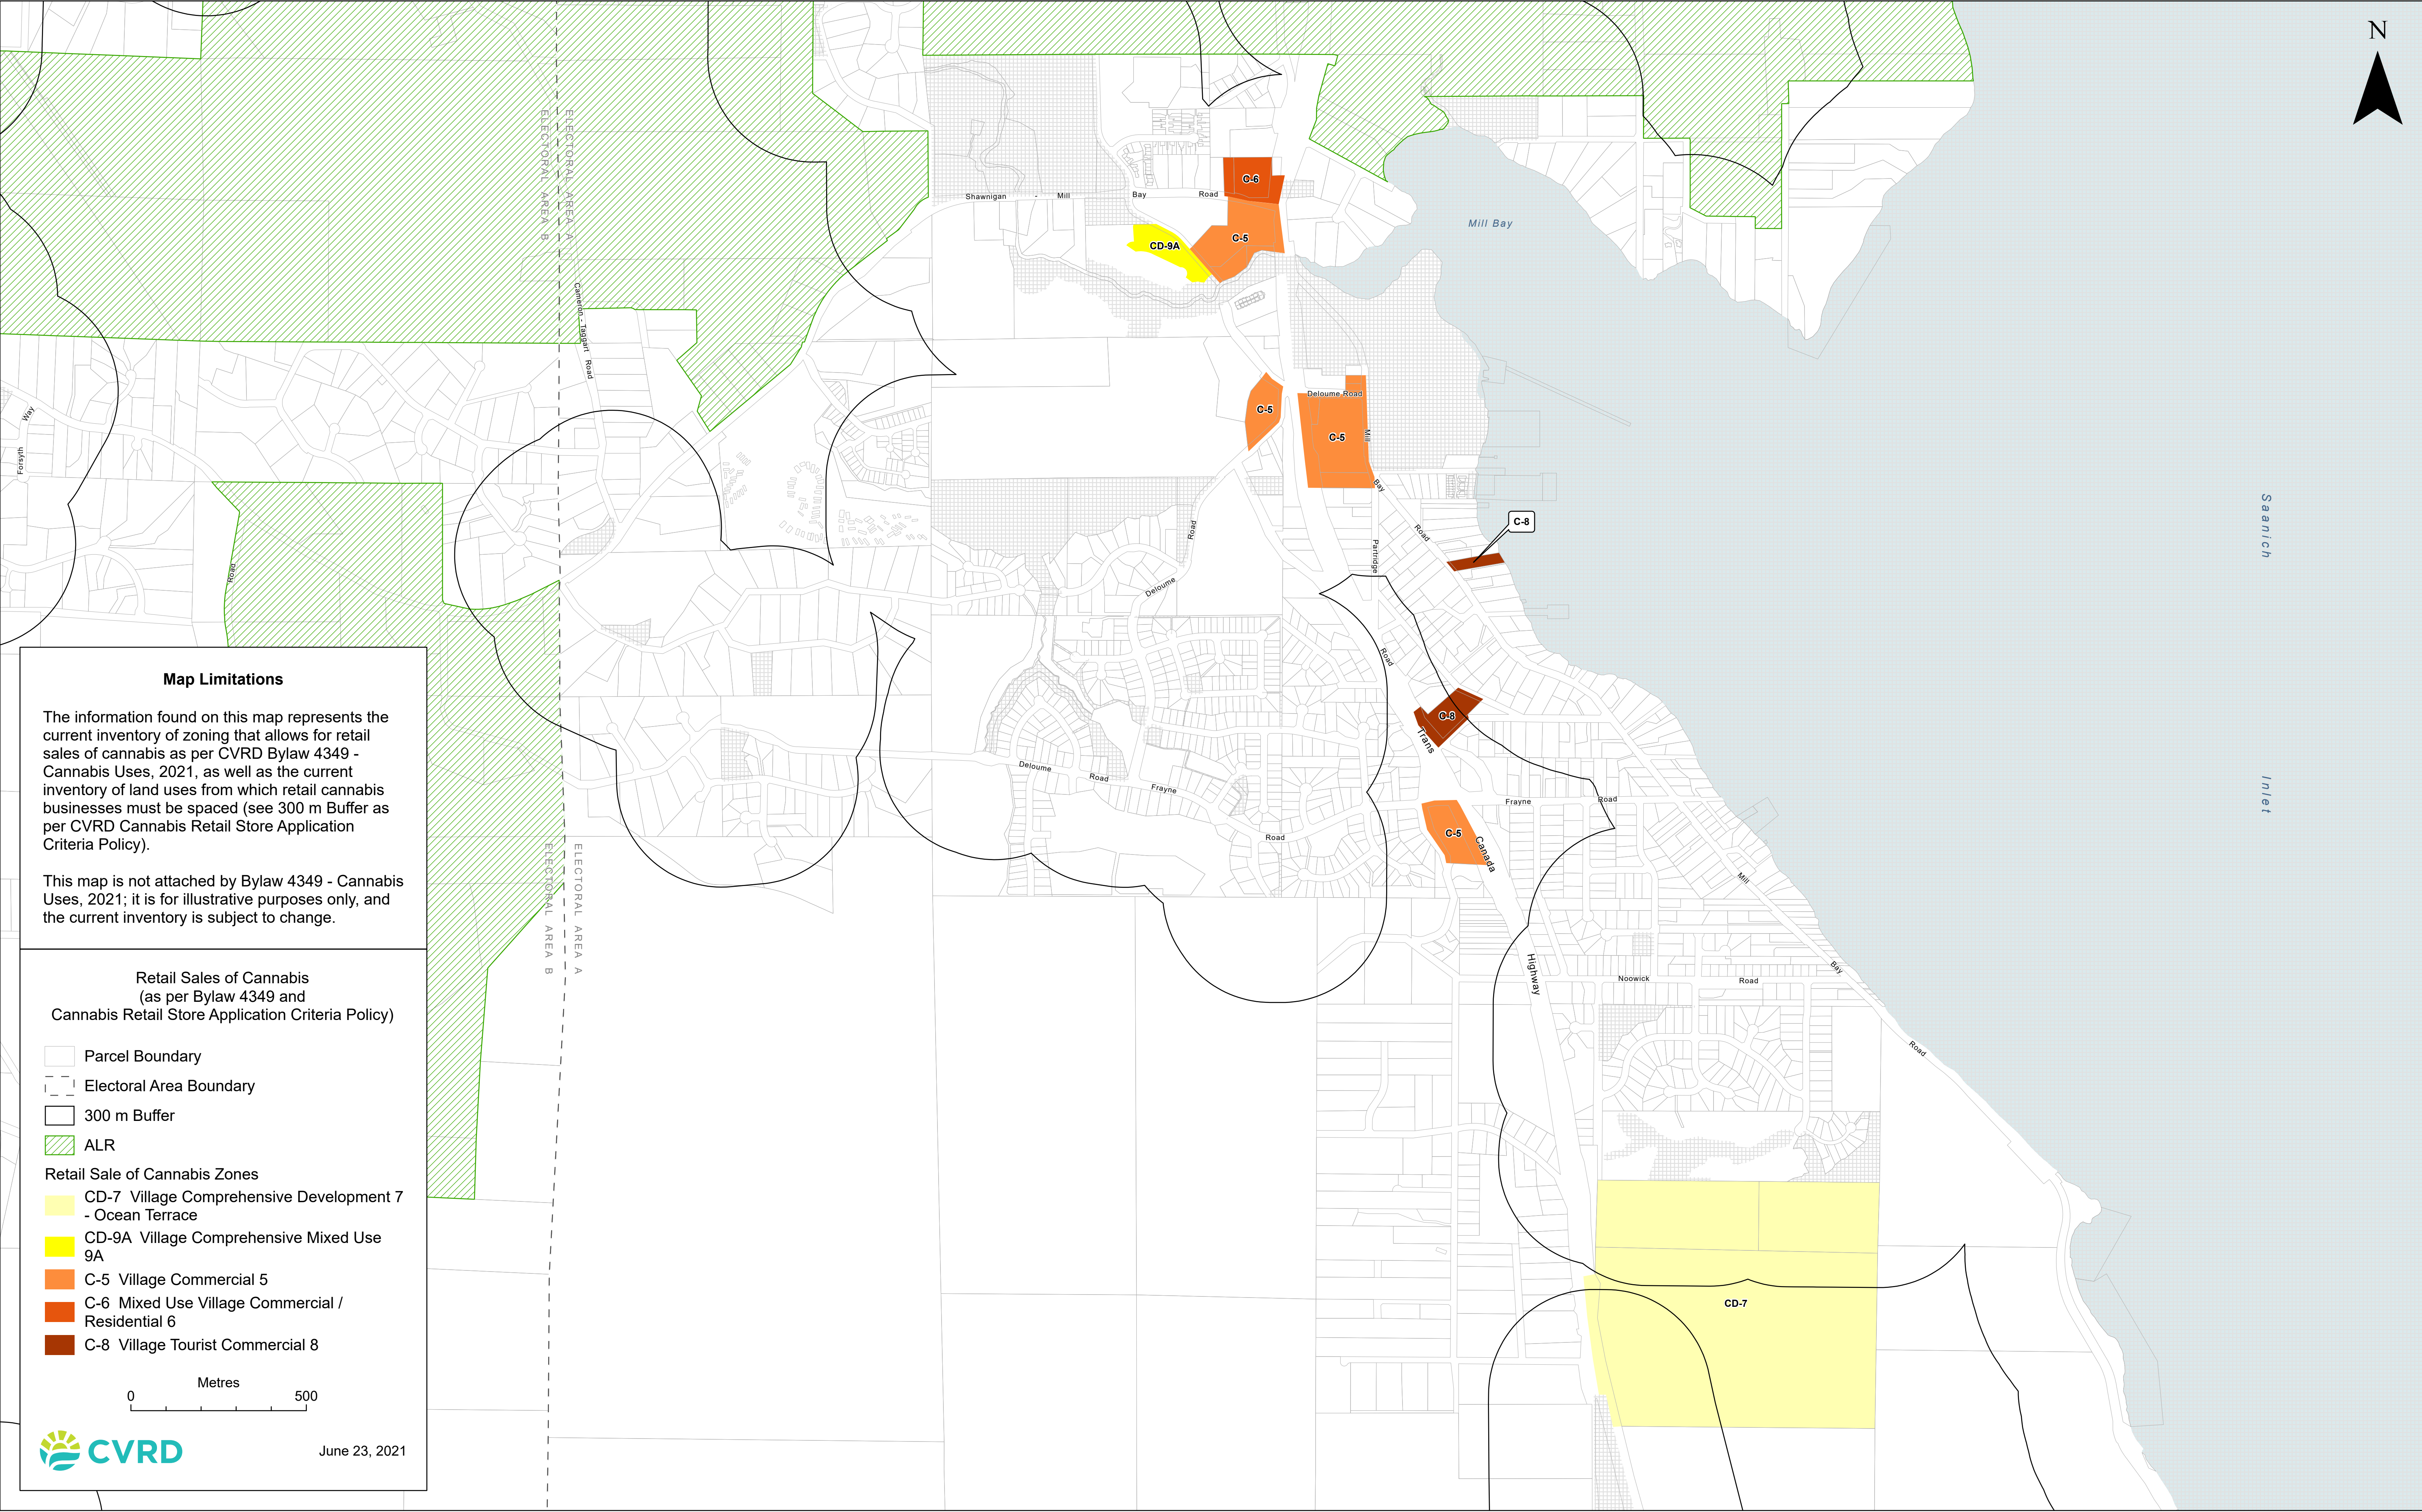 N
ELECTORAL AREA B
ELECTORAL AREA A
Shawnigan - Mill Bay Road
C-6
C-5
CD-9A
Mill Bay
Cameron - Taggart Road
Forsyth Way
Deloume Road
C-5
C-5
Mill
Bay
Road
Saanich
C-8
Road
Partridge
Road
Deloume
Road
C-8
Trans
Deloume Road
Frayne
Road
Frayne Road
Inlet
C-5
Canada
Mill
Bay
Road
ELECTORAL AREA B
ELECTORAL AREA A
Highway
Noowick Road
CD-7
Map Limitations
The information found on this map represents the
current inventory of zoning that allows for retail
sales of cannabis as per CVRD Bylaw 4349 -
Cannabis Uses, 2021, as well as the current
inventory of land uses from which retail cannabis
businesses must be spaced (see 300 m Buffer as
per CVRD Cannabis Retail Store Application
Criteria Policy).
This map is not attached by Bylaw 4349 - Cannabis
Uses, 2021; it is for illustrative purposes only, and
the current inventory is subject to change.
Retail Sales of Cannabis
(as per Bylaw 4349 and
Cannabis Retail Store Application Criteria Policy)
Parcel Boundary
Electoral Area Boundary
300 m Buffer
ALR
Retail Sale of Cannabis Zones
CD-7 Village Comprehensive Development 7
- Ocean Terrace
CD-9A Village Comprehensive Mixed Use
9A
C-5 Village Commercial 5
C-6 Mixed Use Village Commercial /
Residential 6
C-8 Village Tourist Commercial 8
Metres
0 500
CVRD
June 23, 2021